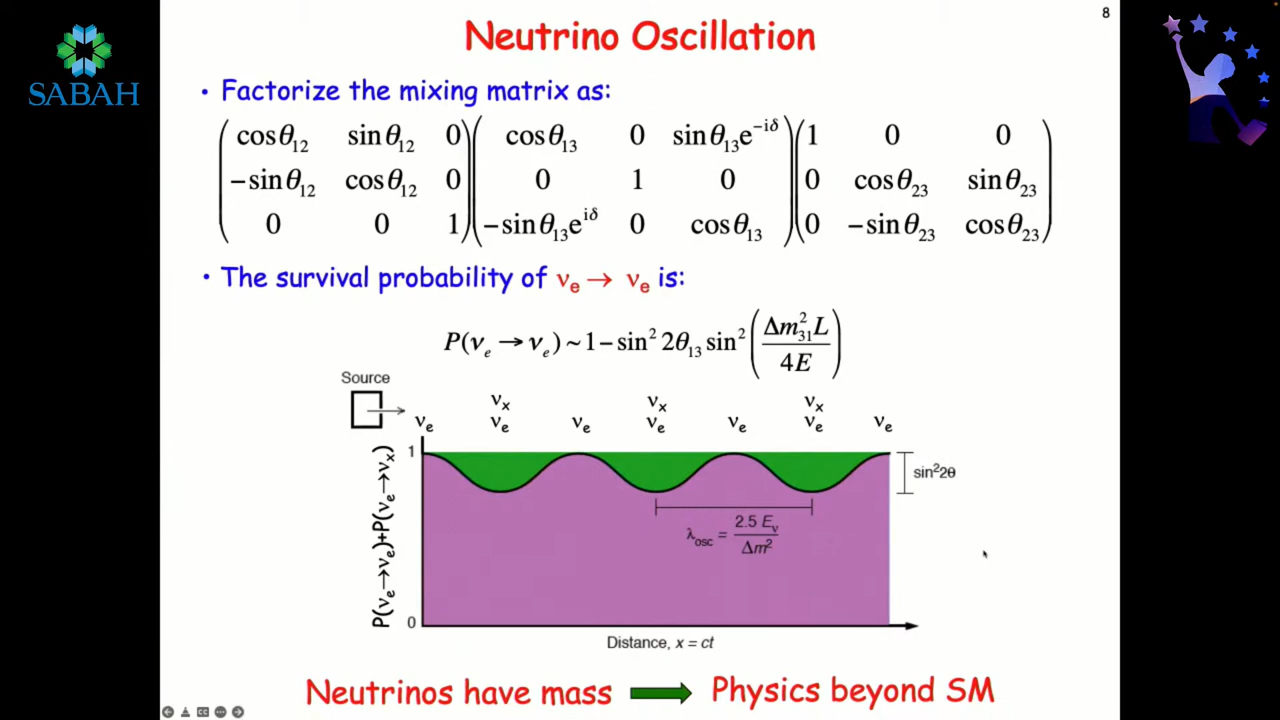 8
Neutrino Oscillation
SABAH
• Factorize the mixing matrix as:
cosθ₁₂ sinθ₁₂ 0 cosθ₁₃ 0 sinθ₁₃e^−iδ 1 0 0
−sinθ₁₂ cosθ₁₂ 0 0 1 0 0 cosθ₂₃ sinθ₂₃
0 0 1 −sinθ₁₃e^iδ 0 cosθ₁₃ 0 −sinθ₂₃ cosθ₂₃
• The survival probability of νₑ → νₑ is:
P(νₑ → νₑ) ~ 1 − sin² 2θ₁₃ sin² (Δm²₃₁L / 4E)
Source
νₓ νₓ νₓ
νₑ νₑ νₑ νₑ νₑ νₑ νₑ
1
sin²2θ
P(νₑ→νₑ)+P(νₑ→νₓ)
λosc = 2.5 Eᵥ / Δm²
0
Distance, x = ct
Neutrinos have mass Physics beyond SM